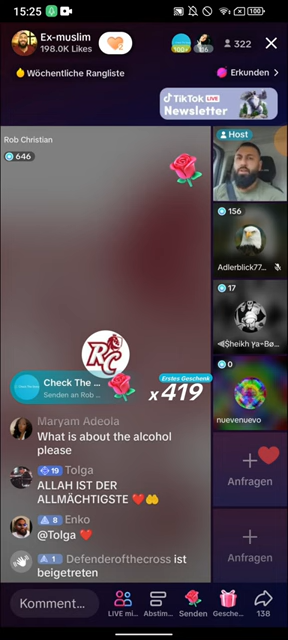 15:25
100
Ex-muslim
198.0K Likes
100+
322
Wöchentliche Rangliste
Erkunden
TikTok LIVE
Newsletter
Rob Christian
646
Host
156
Adlerblick77...
17
0
nuevenuevo
RC
Check The ...
Senden an Rob ...
Erstes Geschenk
x419
Anfragen
Maryam Adeola
What is about the alcohol
please
19 Tolga
ALLAH IST DER
ALLMÄCHTIGSTE ❤️🤲
8 Enko
@Tolga ❤️
Anfragen
1 Defenderofthecross ist
beigetreten
Komment...
LIVE mi...
Abstim...
Senden
Gesche...
138